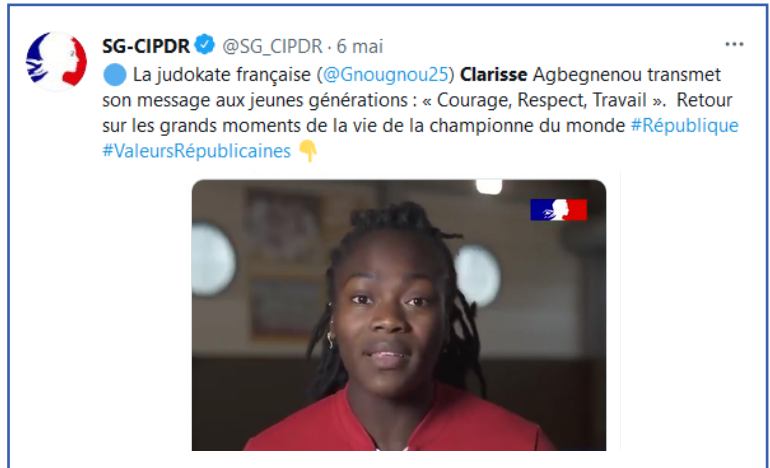 SG-CIPDR @SG_CIPDR · 6 mai
La judokate française (@Gnougnou25) Clarisse Agbegnenou transmet
son message aux jeunes générations : « Courage, Respect, Travail ». Retour
sur les grands moments de la vie de la championne du monde #République
#ValeursRépublicaines 👇